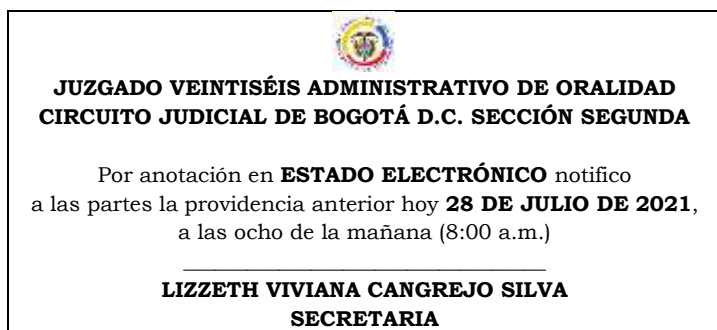 JUZGADO VEINTISÉIS ADMINISTRATIVO DE ORALIDAD
CIRCUITO JUDICIAL DE BOGOTÁ D.C. SECCIÓN SEGUNDA
Por anotación en ESTADO ELECTRÓNICO notifico
a las partes la providencia anterior hoy 28 DE JULIO DE 2021,
a las ocho de la mañana (8:00 a.m.)
LIZZETH VIVIANA CANGREJO SILVA
SECRETARIA